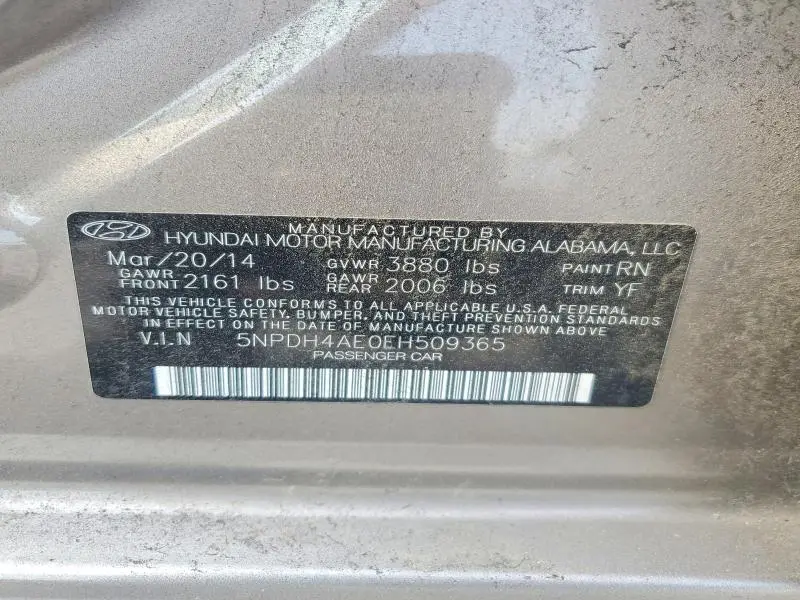 MANUFACTURED BY
HYUNDAI MOTOR MANUFACTURING ALABAMA, LLC
Mar/20/14 GVWR 3880 lbs PAINT RN
GAWR FRONT 2161 lbs GAWR REAR 2006 lbs TRIM YF
THIS VEHICLE CONFORMS TO ALL APPLICABLE U.S.A. FEDERAL
MOTOR VEHICLE SAFETY, BUMPER, AND THEFT PREVENTION STANDARDS
IN EFFECT ON THE DATE OF MANUFACTURE SHOWN ABOVE
V.I.N 5NPDH4AE0EH509365
PASSENGER CAR